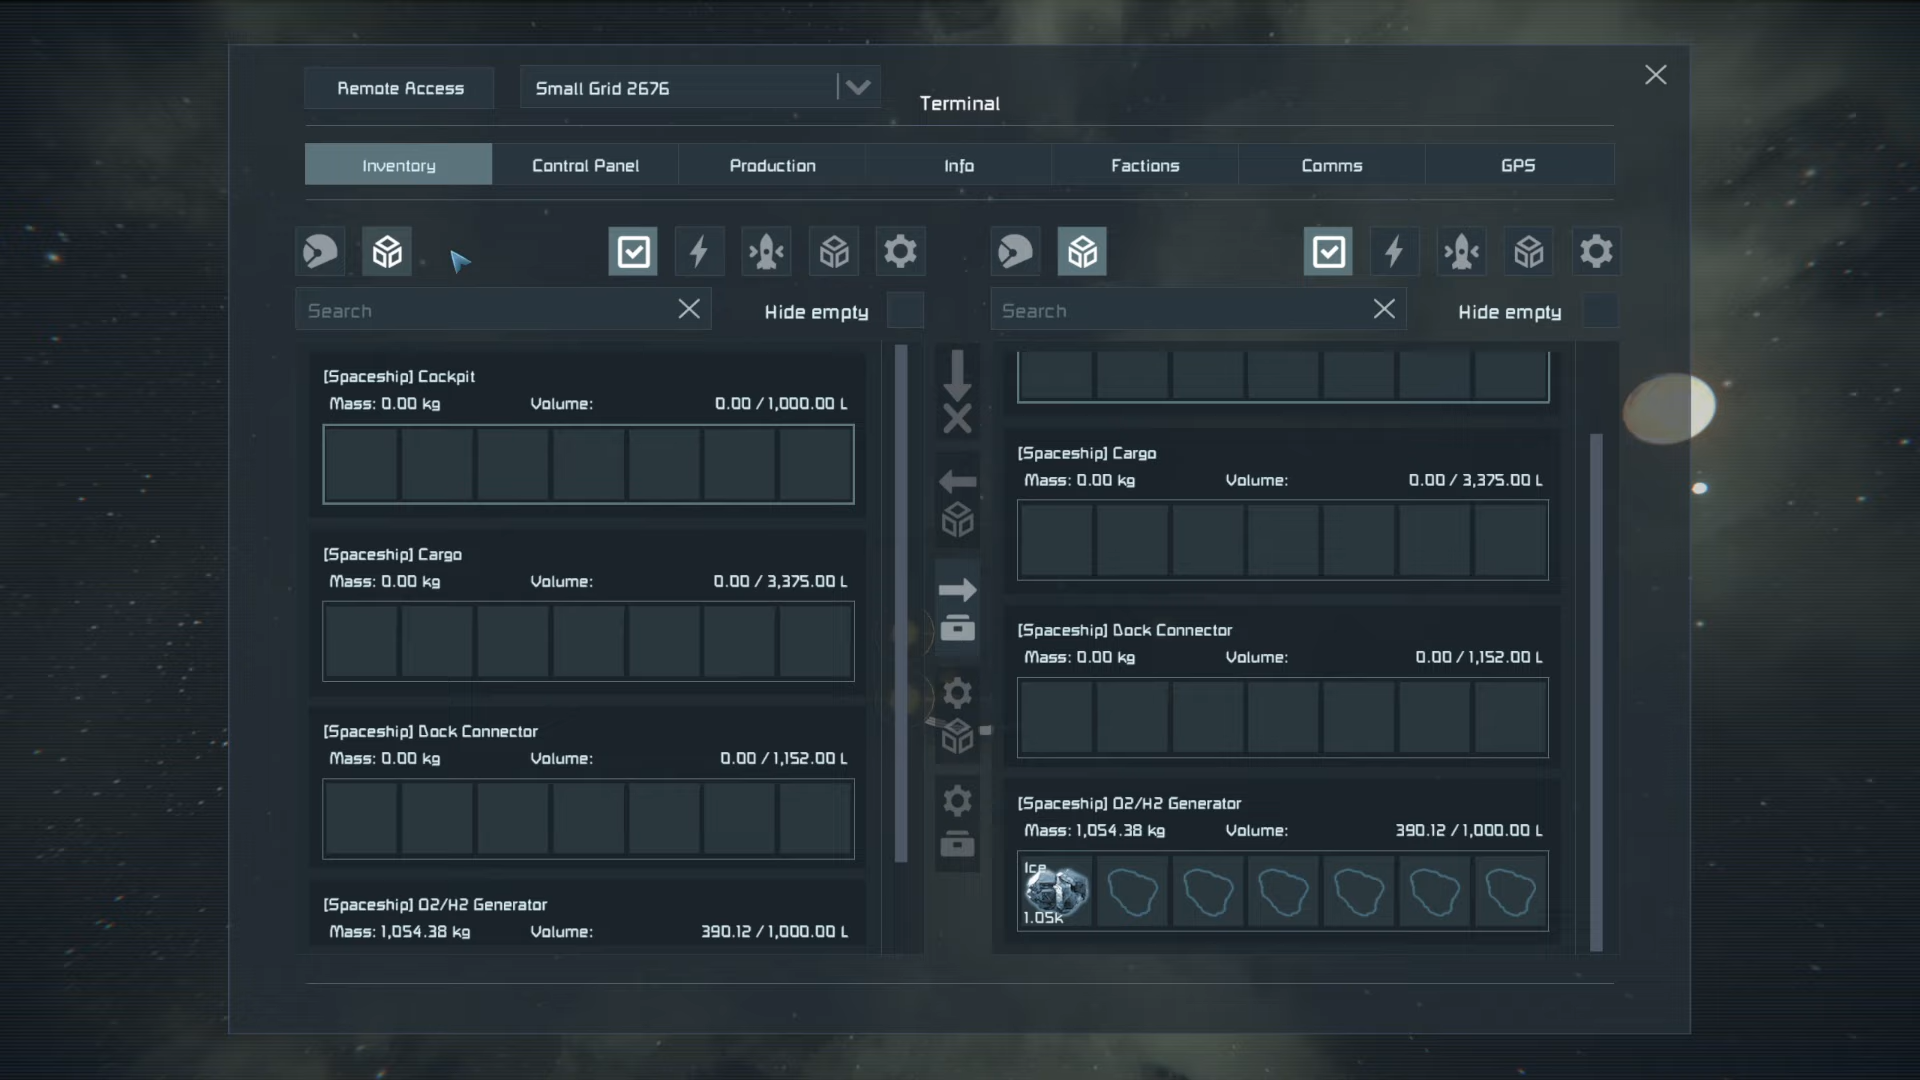 Remote Access
Small Grid 2676
Terminal
Inventory
Control Panel
Production
Info
Factions
Comms
GPS
Search
Hide empty
Search
Hide empty
[Spaceship] Cockpit
Mass: 0.00 kg Volume: 0.00 / 1,000.00 L
[Spaceship] Cargo
Mass: 0.00 kg Volume: 0.00 / 3,375.00 L
[Spaceship] Dock Connector
Mass: 0.00 kg Volume: 0.00 / 1,152.00 L
[Spaceship] O2/H2 Generator
Mass: 1,054.38 kg Volume: 390.12 / 1,000.00 L
[Spaceship] Cargo
Mass: 0.00 kg Volume: 0.00 / 3,375.00 L
[Spaceship] Dock Connector
Mass: 0.00 kg Volume: 0.00 / 1,152.00 L
[Spaceship] O2/H2 Generator
Mass: 1,054.38 kg Volume: 390.12 / 1,000.00 L
Ice
1.05k